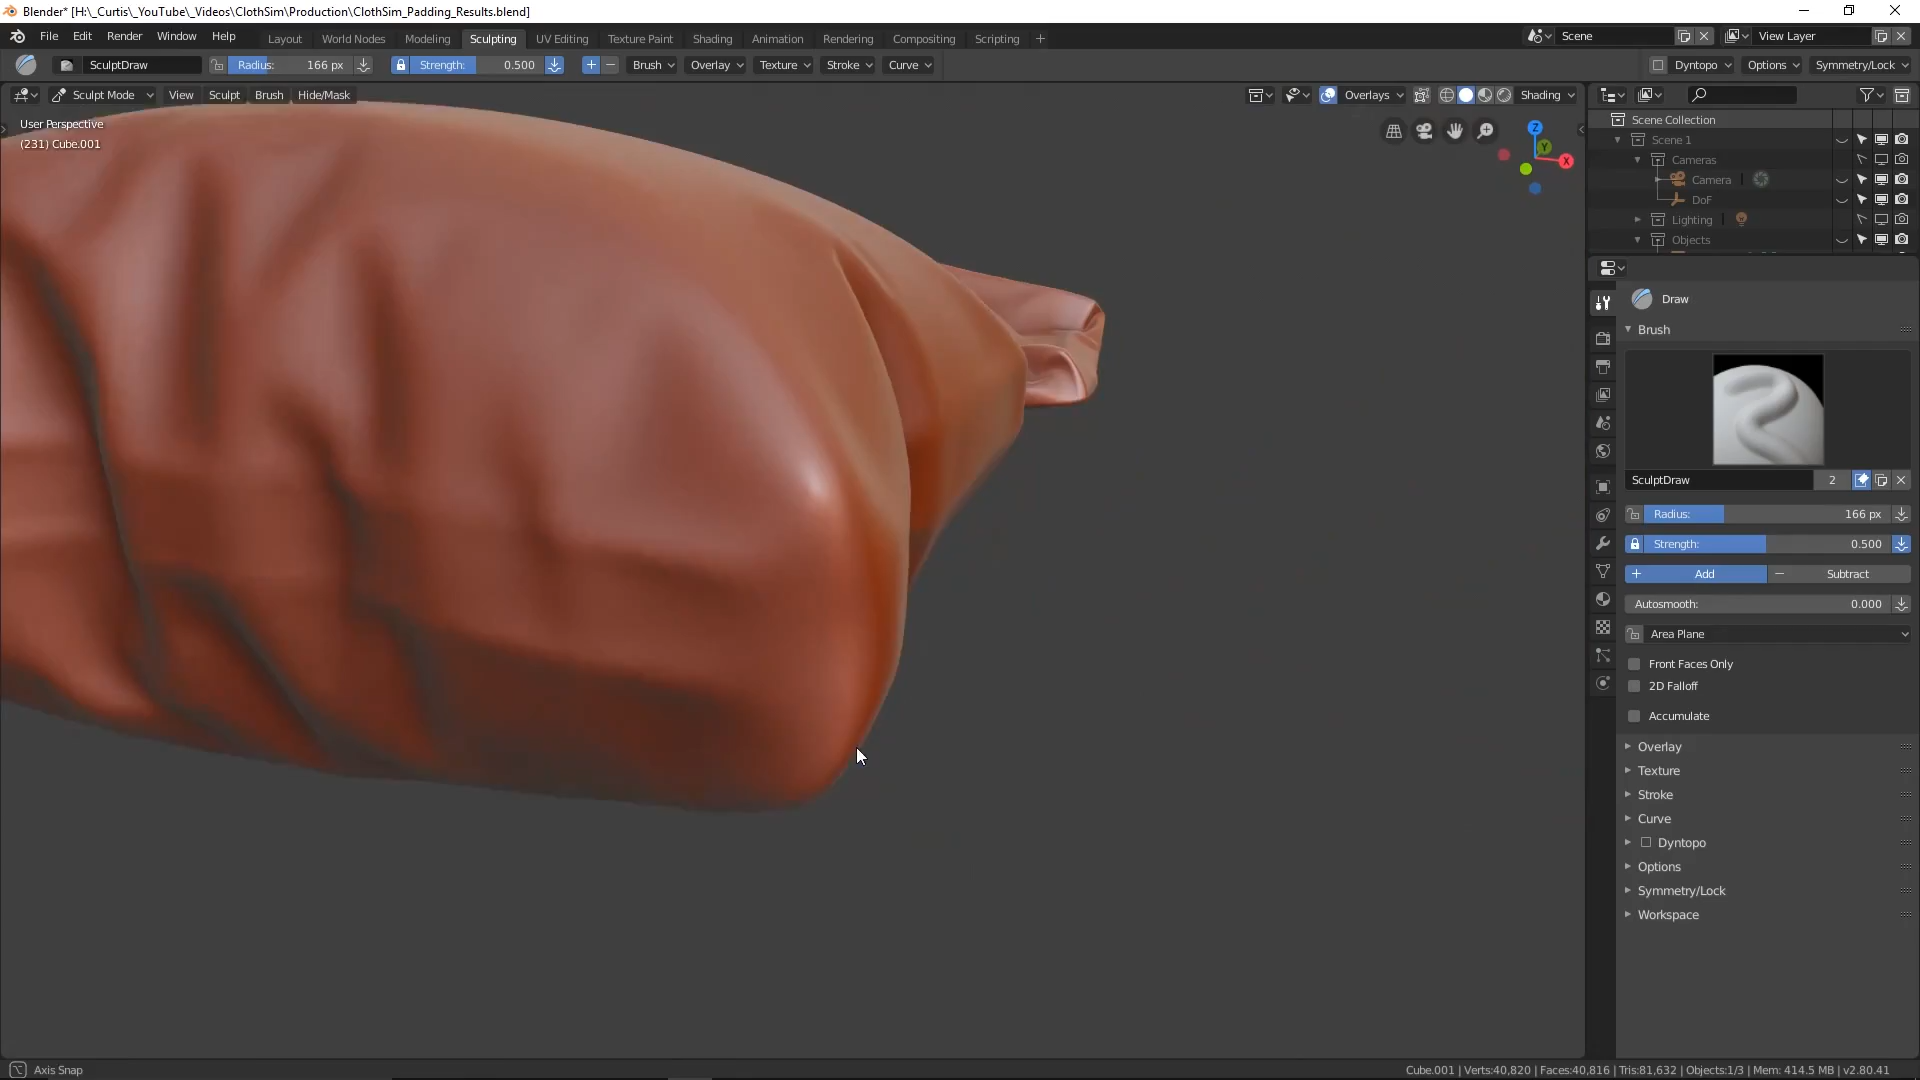 Blender* [H:\_Curtis\_YouTube\_Videos\ClothSim\Production\ClothSim_Padding_Results.blend]
File Edit Render Window Help Layout World Nodes Modeling Sculpting UV Editing Texture Paint Shading Animation Rendering Compositing Scripting + Scene View Layer
SculptDraw Radius: 166 px Strength: 0.500 + − Brush Overlay Texture Stroke Curve Dyntopo Options Symmetry/Lock
Sculpt Mode View Sculpt Brush Hide/Mask Overlays Shading
User Perspective
(231) Cube.001
Z
Y
X
Scene Collection
Scene 1
Cameras
Camera
DoF
Lighting
Objects
Draw
Brush
SculptDraw 2
Radius: 166 px
Strength: 0.500
+ Add − Subtract
Autosmooth: 0.000
Area Plane
Front Faces Only
2D Falloff
Accumulate
Overlay
Texture
Stroke
Curve
Dyntopo
Options
Symmetry/Lock
Workspace
Axis Snap
Cube.001 | Verts:40,820 | Faces:40,816 | Tris:81,632 | Objects:1/3 | Mem: 414.5 MB | v2.80.41